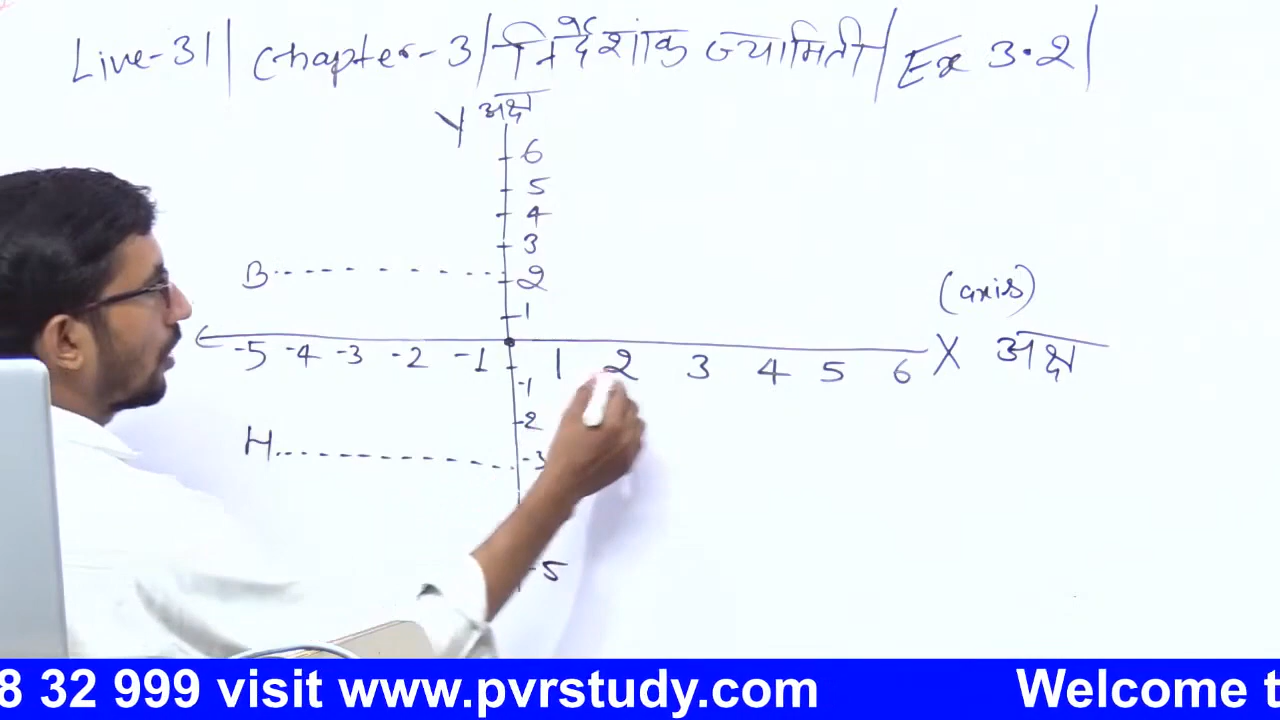 Live-31 | Chapter-3 | निर्देशांक ज्यामिती | Ex 3.2 |
Y अक्ष
6
5
4
3
B 2
1
(axis)
-5 -4 -3 -2 -1 1 2 3 4 5 6 X अक्ष
-1
-2
H -3
-5
8 32 999 visit www.pvrstudy.com Welcome t